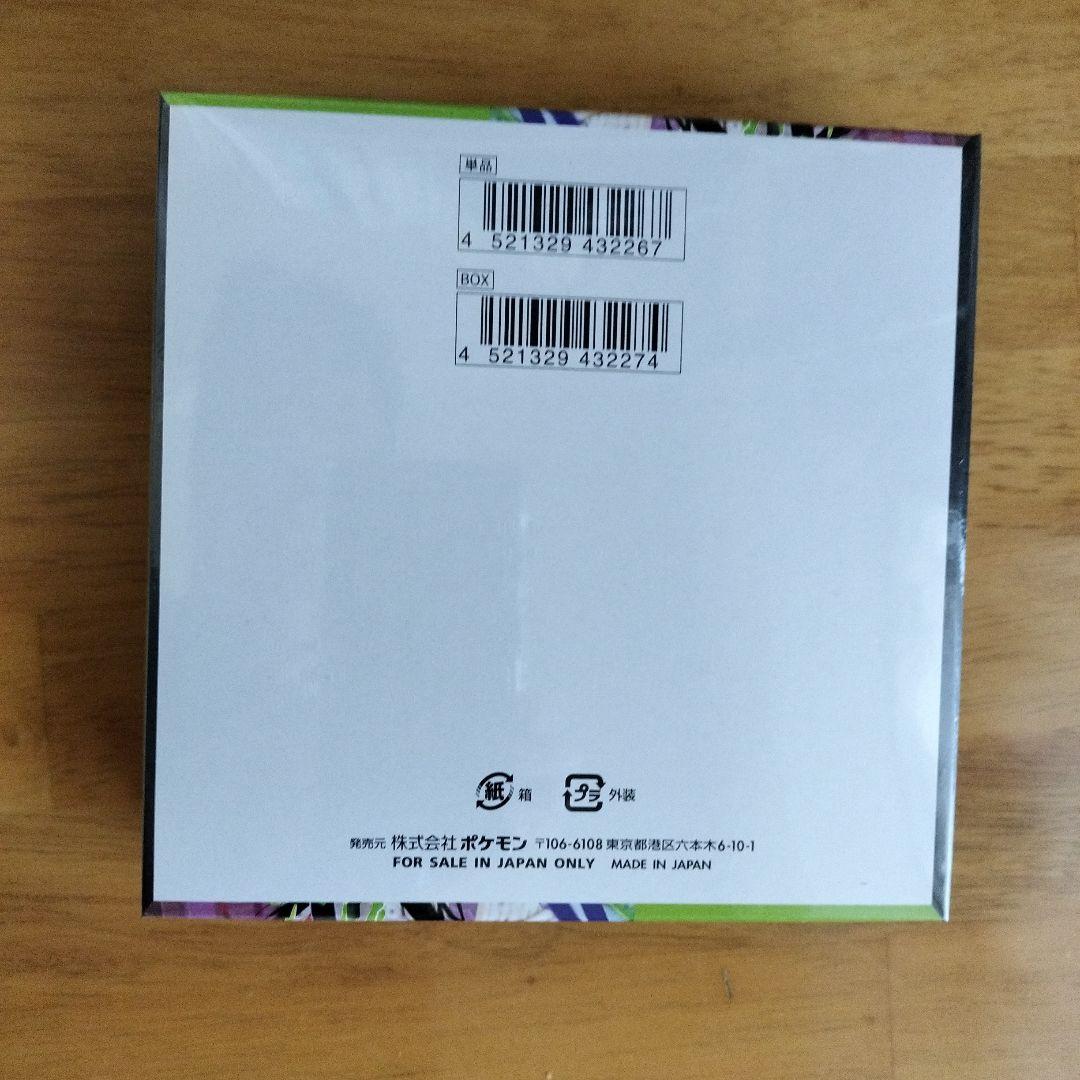 単品
4 521329 432267
BOX
4 521329 432274
紙 箱 プラ 外装
発売元 株式会社 ポケモン 〒106-6108 東京都港区六本木6-10-1
FOR SALE IN JAPAN ONLY MADE IN JAPAN